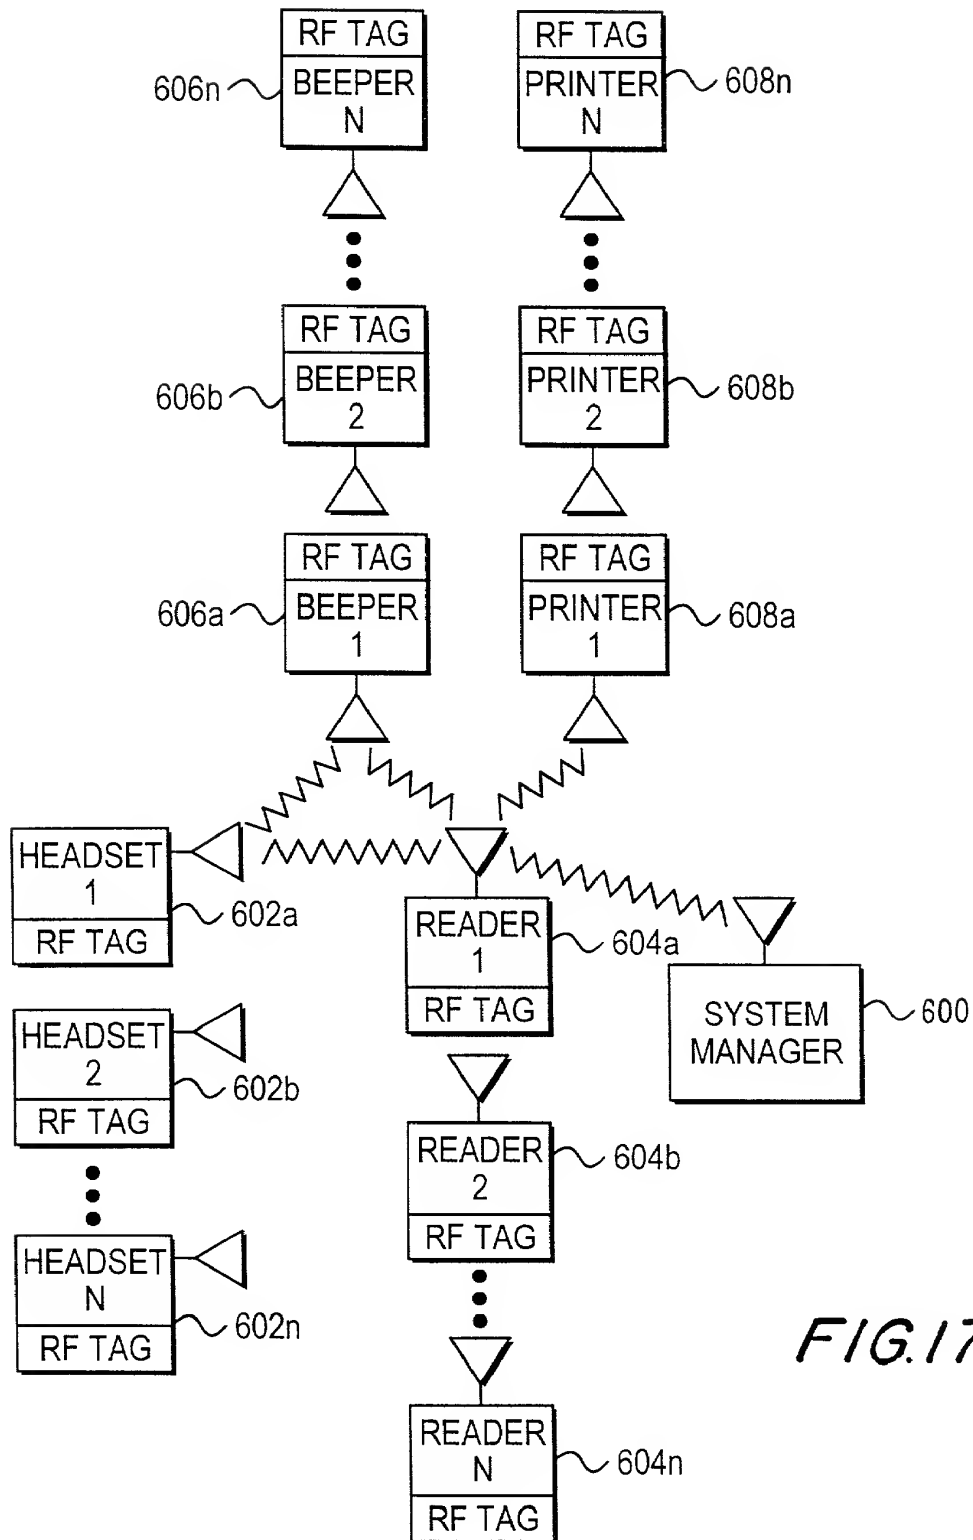 RF TAG
BEEPER
N
606n
RF TAG
PRINTER
N
608n
RF TAG
BEEPER
2
606b
RF TAG
PRINTER
2
608b
RF TAG
BEEPER
1
606a
RF TAG
PRINTER
1
608a
HEADSET
1
RF TAG
602a
READER
1
RF TAG
604a
SYSTEM
MANAGER
600
HEADSET
2
RF TAG
602b
READER
2
RF TAG
604b
HEADSET
N
RF TAG
602n
READER
N
RF TAG
604n
FIG.17